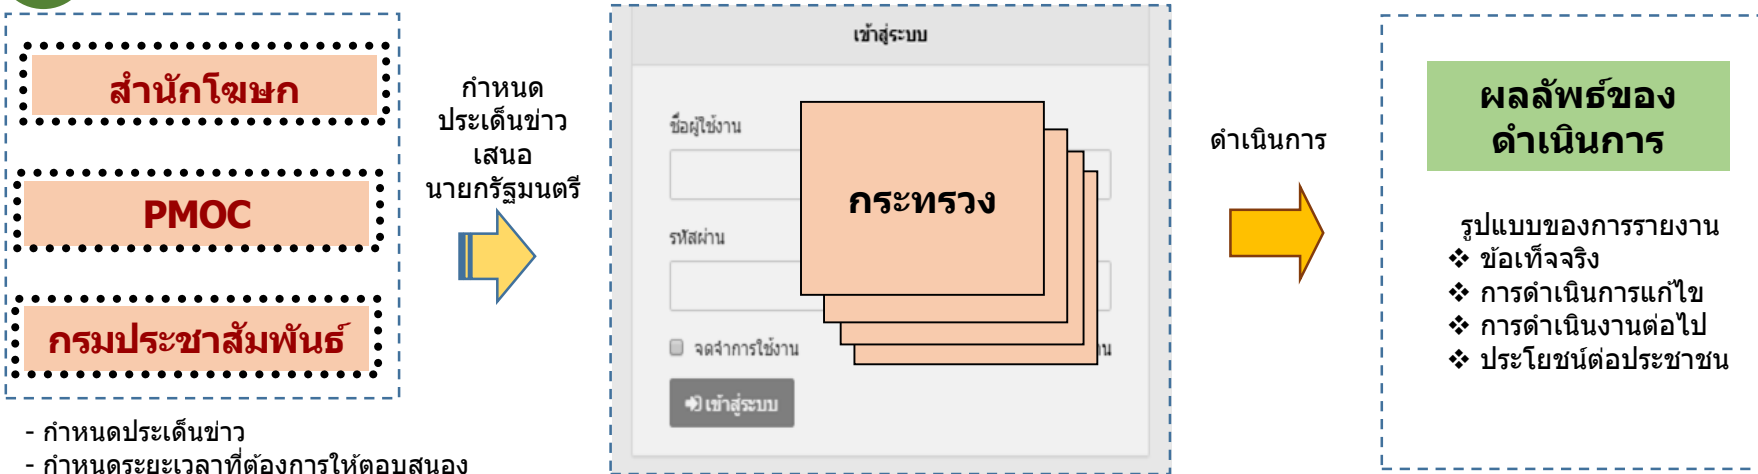 สำนักโฆษก
PMOC
กรมประชาสัมพันธ์
- กำหนดประเด็นข่าว
- กำหนดระยะเวลาที่ต้องการให้ตอบสนอง
กำหนด
ประเด็นข่าว
เสนอ
นายกรัฐมนตรี
เข้าสู่ระบบ
ชื่อผู้ใช้งาน
กระทรวง
รหัสผ่าน
จดจำการใช้งาน
เข้าสู่ระบบ
ดำเนินการ
ผลลัพธ์ของ
ดำเนินการ
รูปแบบของการรายงาน
❖ ข้อเท็จจริง
❖ การดำเนินการแก้ไข
❖ การดำเนินงานต่อไป
❖ ประโยชน์ต่อประชาชน